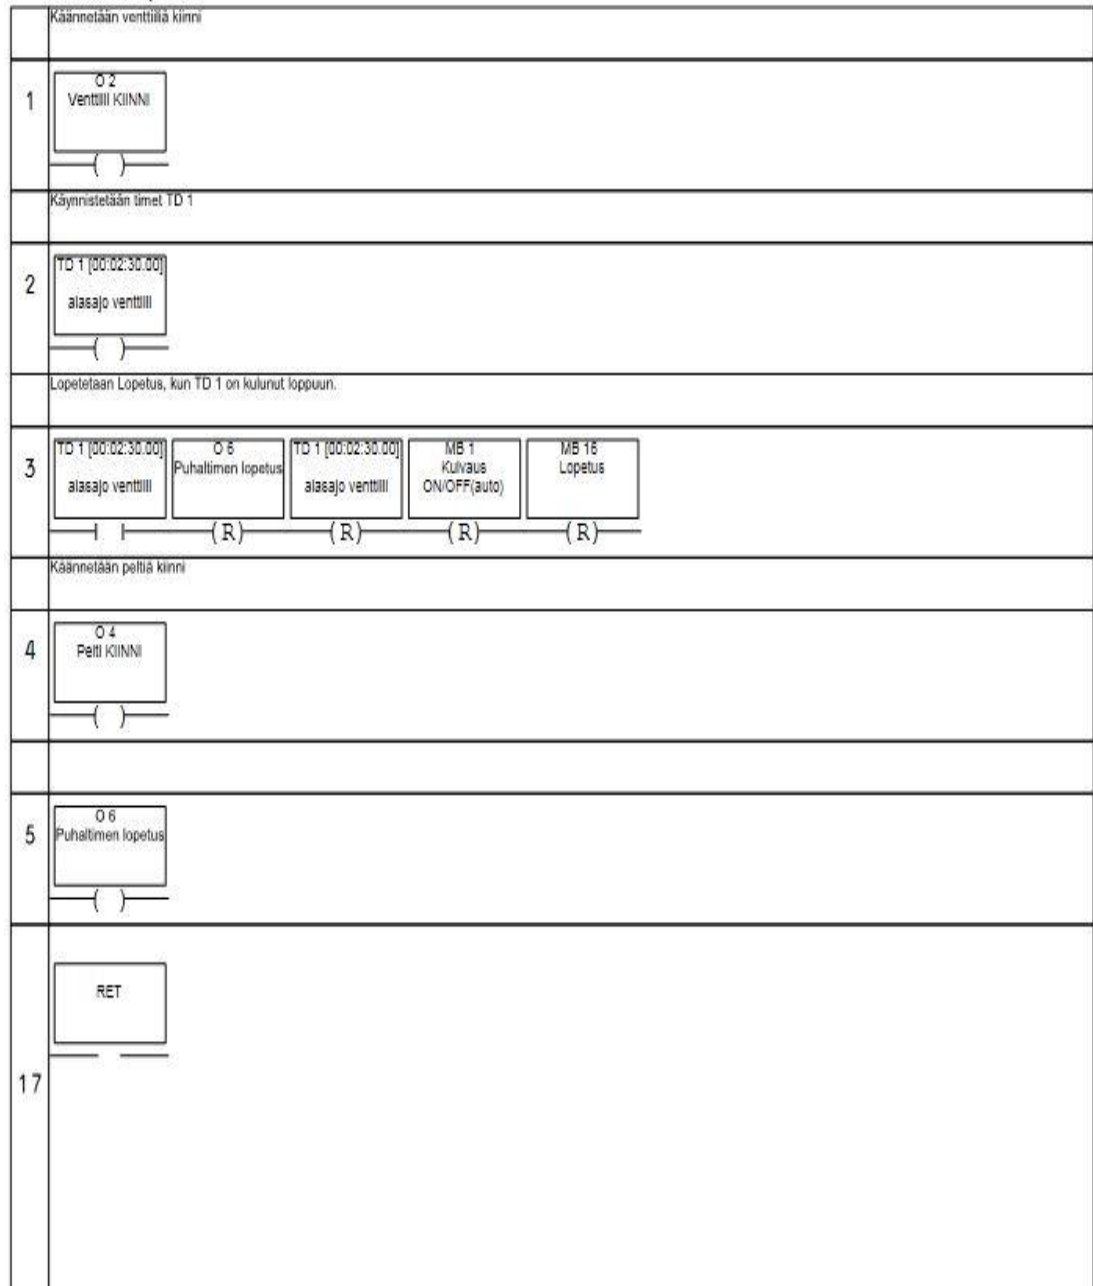 Käännetään venttiiliä kiinni
1
O 2
Venttiili KIINNI
( )
Käynnistetään timet TD 1
2
TD 1 [00:02:30.00]
alasajo venttiili
( )
Lopetetaan Lopetus, kun TD 1 on kulunut loppuun.
3
TD 1 [00:02:30.00]
alasajo venttiili
O 6
Puhaltimen lopetus
(R)
TD 1 [00:02:30.00]
alasajo venttiili
(R)
MB 1
Kuivaus
ON/OFF(auto)
(R)
MB 16
Lopetus
(R)
Käännetään peltiä kiinni
4
O 4
Pelti KIINNI
( )
5
O 6
Puhaltimen lopetus
( )
RET
17